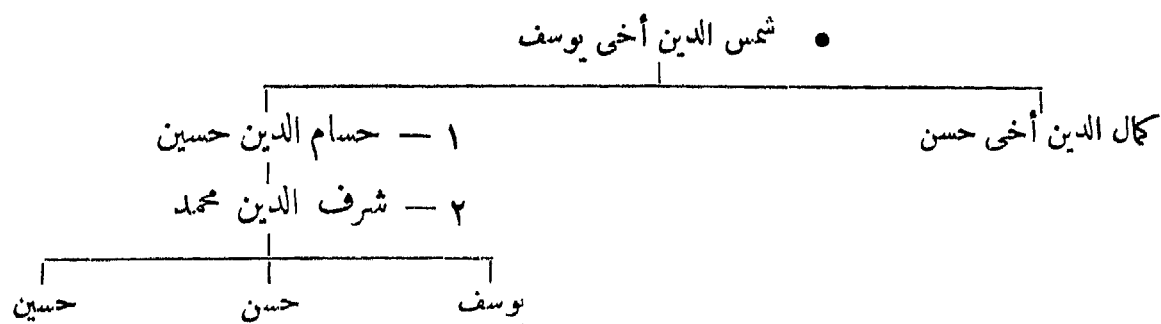 • شمس الدين أخى يوسف
كمال الدين أخى حسن
١ — حسام الدين حسين
٢ — شرف الدين محمد
يوسف
حسن
حسين